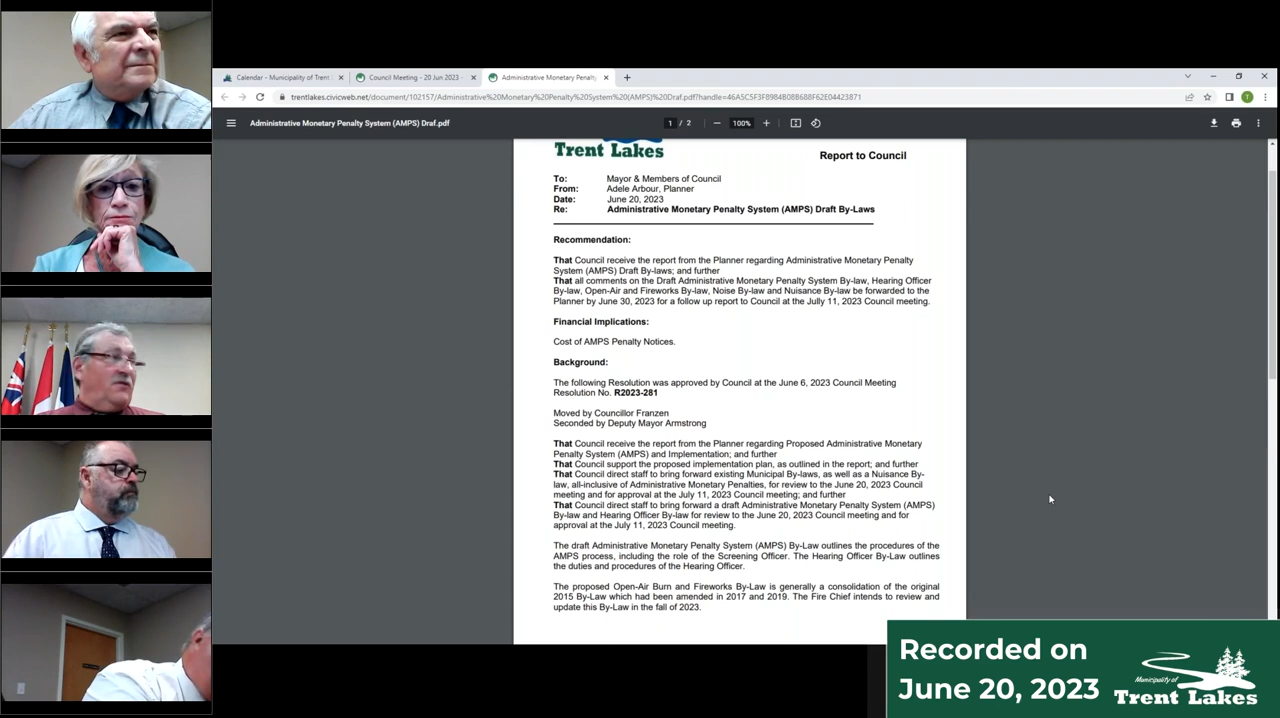 Calendar - Municipality of Trent
Council Meeting - 20 Jun 2023
Administrative Monetary Penalty
trentlakes.civicweb.net/document/102157/Administrative%20Monetary%20Penalty%20System%20(AMPS)%20Draf.pdf?handle=46A5C5F3F8984B08B688F62E04423871
Administrative Monetary Penalty System (AMPS) Draf.pdf
1 / 2
100%
Trent Lakes
Report to Council
To: Mayor & Members of Council
From: Adele Arbour, Planner
Date: June 20, 2023
Re: Administrative Monetary Penalty System (AMPS) Draft By-Laws
Recommendation:
That Council receive the report from the Planner regarding Administrative Monetary Penalty
System (AMPS) Draft By-laws; and further
That all comments on the Draft Administrative Monetary Penalty System By-law, Hearing Officer
By-law, Open-Air and Fireworks By-law, Noise By-law and Nuisance By-law be forwarded to the
Planner by June 30, 2023 for a follow up report to Council at the Jully 11, 2023 Council meeting.
Financial Implications:
Cost of AMPS Penalty Notices.
Background:
The following Resolution was approved by Council at the June 6, 2023 Council Meeting
Resolution No. R2023-281
Moved by Councillor Franzen
Seconded by Deputy Mayor Armstrong
That Council receive the report from the Planner regarding Proposed Administrative Monetary
Penalty System (AMPS) and Implementation; and further
That Council support the proposed implementation plan, as outlined in the report; and further
That Council direct staff to bring forward existing Municipal By-laws, as well as a Nuisance By-
law, all-inclusive of Administrative Monetary Penalties, for review to the June 20, 2023 Council
meeting and for approval at the July 11, 2023 Council meeting; and further
That Council direct staff to bring forward a draft Administrative Monetary Penalty System (AMPS)
By-law and Hearing Officer By-law for review to the June 20, 2023 Council meeting and for
approval at the July 11, 2023 Council meeting.
The draft Administrative Monetary Penalty System (AMPS) By-Law outlines the procedures of the
AMPS process, including the role of the Screening Officer. The Hearing Officer By-Law outlines
the duties and procedures of the Hearing Officer.
The proposed Open-Air Burn and Fireworks By-Law is generally a consolidation of the original
2015 By-Law which had been amended in 2017 and 2019. The Fire Chief intends to review and
update this By-Law in the fall of 2023.
Recorded on
June 20, 2023
Municipality of
Trent Lakes